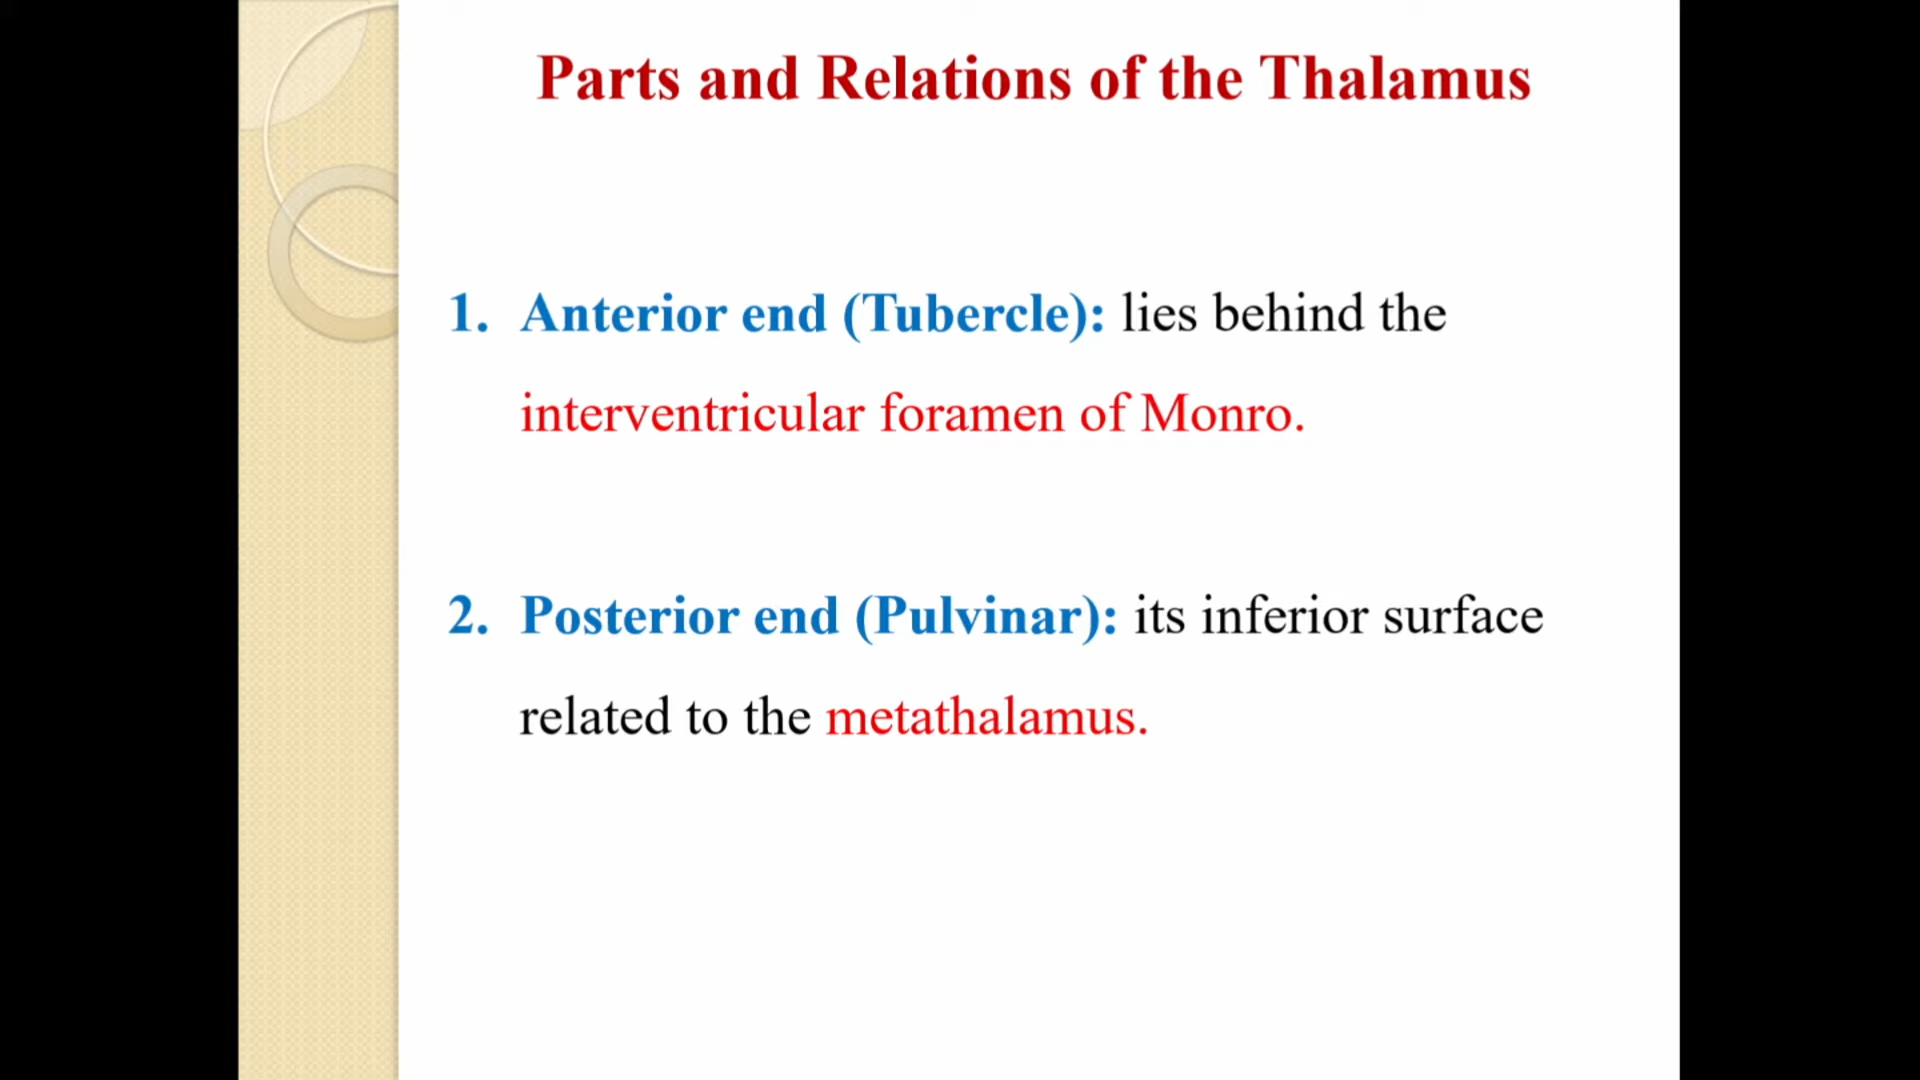 Parts and Relations of the Thalamus
1. Anterior end (Tubercle): lies behind the
interventricular foramen of Monro.
2. Posterior end (Pulvinar): its inferior surface
related to the metathalamus.